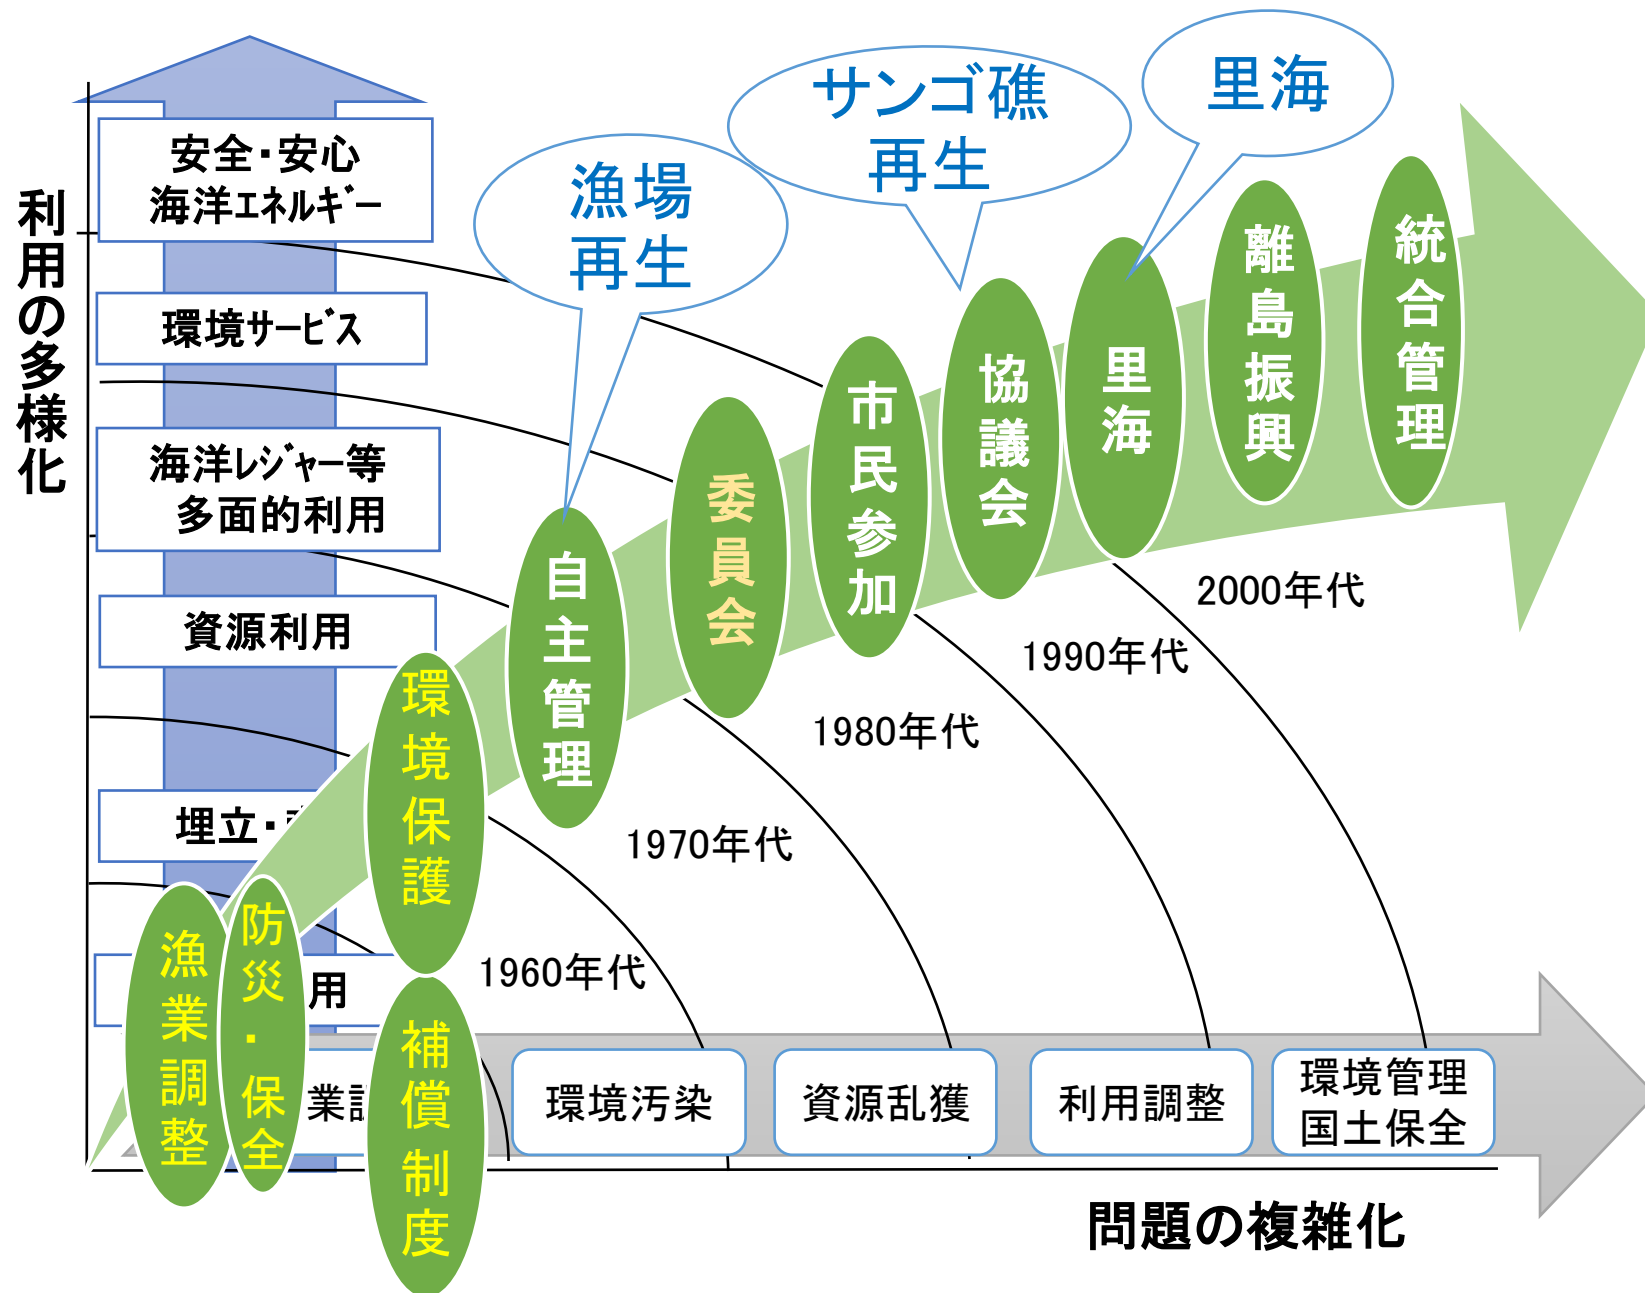 サンゴ礁
再生
里海
漁場
再生
利用の多様化
安全・安心
海洋エネルギー
環境サービス
海洋レジャー等
多面的利用
資源利用
埋立・
用
漁業調整
防災・保全
環境保護
補償制度
自主管理
委員会
市民参加
協議会
里海
離島振興
統合管理
1960年代
1970年代
1980年代
1990年代
2000年代
業
環境汚染
資源乱獲
利用調整
環境管理
国土保全
問題の複雑化